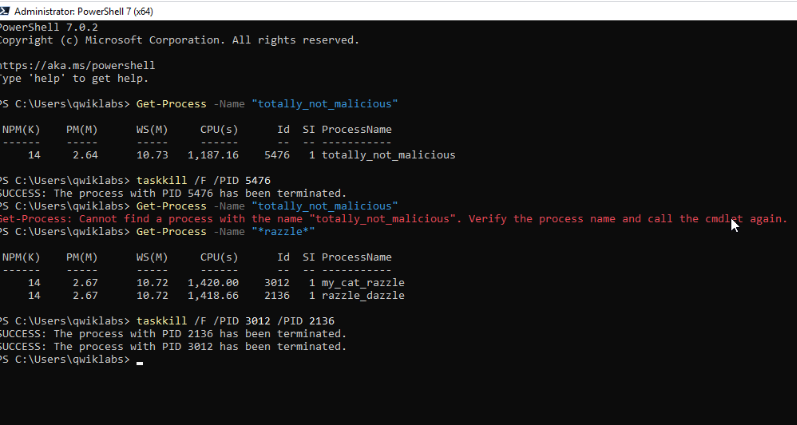 Administrator: PowerShell 7 (x64)
PowerShell 7.0.2
Copyright (c) Microsoft Corporation. All rights reserved.
https://aka.ms/powershell
Type 'help' to get help.
PS C:\Users\qwiklabs> Get-Process -Name "totally_not_malicious"
NPM(K) PM(M) WS(M) CPU(s) Id SI ProcessName
------ ----- ----- ------ -- -- -----------
14 2.64 10.73 1,187.16 5476 1 totally_not_malicious
PS C:\Users\qwiklabs> taskkill /F /PID 5476
SUCCESS: The process with PID 5476 has been terminated.
PS C:\Users\qwiklabs> Get-Process -Name "totally_not_malicious"
Get-Process: Cannot find a process with the name "totally_not_malicious". Verify the process name and call the cmdlet again.
PS C:\Users\qwiklabs> Get-Process -Name "*razzle*"
NPM(K) PM(M) WS(M) CPU(s) Id SI ProcessName
------ ----- ----- ------ -- -- -----------
14 2.67 10.72 1,420.00 3012 1 my_cat_razzle
14 2.67 10.72 1,418.66 2136 1 razzle_dazzle
PS C:\Users\qwiklabs> taskkill /F /PID 3012 /PID 2136
SUCCESS: The process with PID 2136 has been terminated.
SUCCESS: The process with PID 3012 has been terminated.
PS C:\Users\qwiklabs>